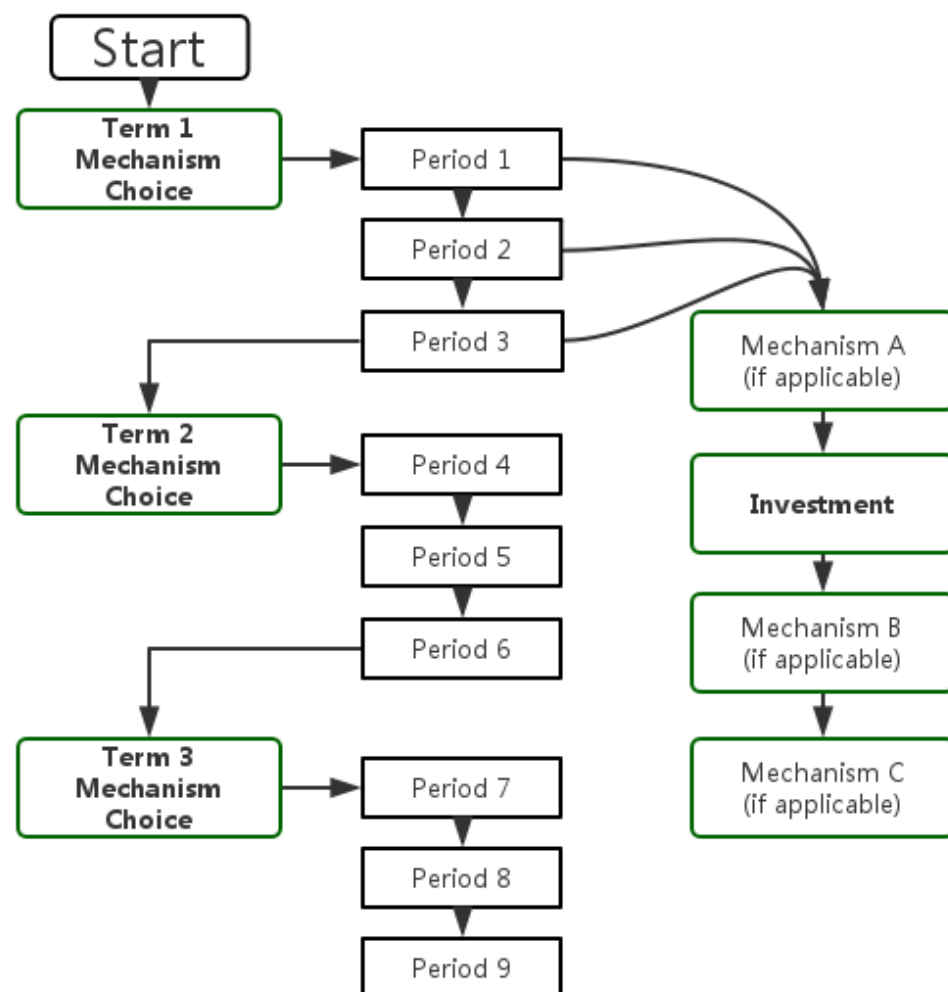 Start
Term 1
Mechanism
Choice
Period 1
Period 2
Period 3
Mechanism A
(if applicable)
Term 2
Mechanism
Choice
Period 4
Investment
Period 5
Mechanism B
(if applicable)
Period 6
Term 3
Mechanism
Choice
Period 7
Mechanism C
(if applicable)
Period 8
Period 9